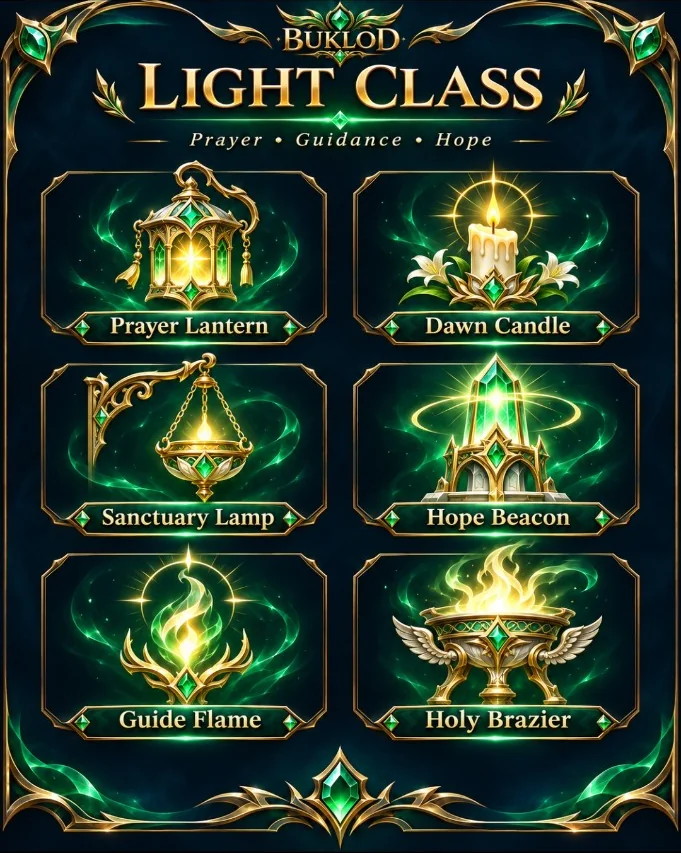 BUKLOD
LIGHT CLASS
Prayer • Guidance • Hope
Prayer Lantern
Dawn Candle
Sanctuary Lamp
Hope Beacon
Guide Flame
Holy Brazier